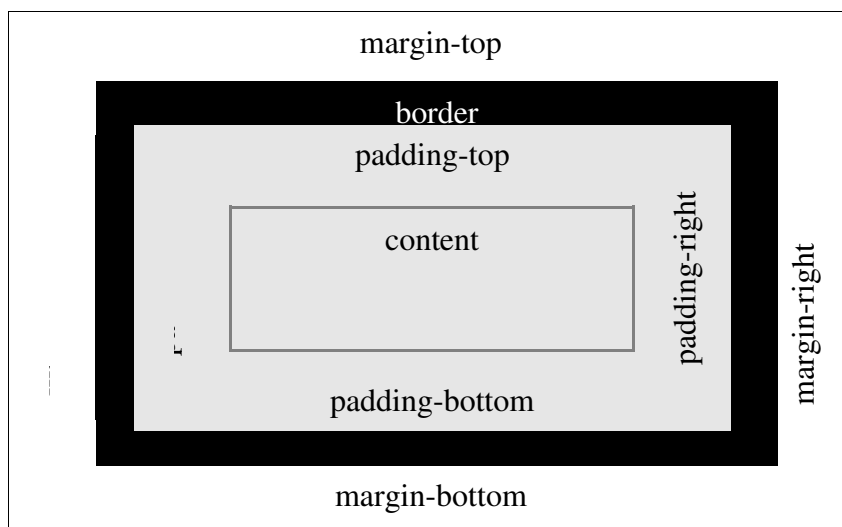 margin-top
border
padding-top
content
padding-right
margin-right
padding-bottom
margin-bottom